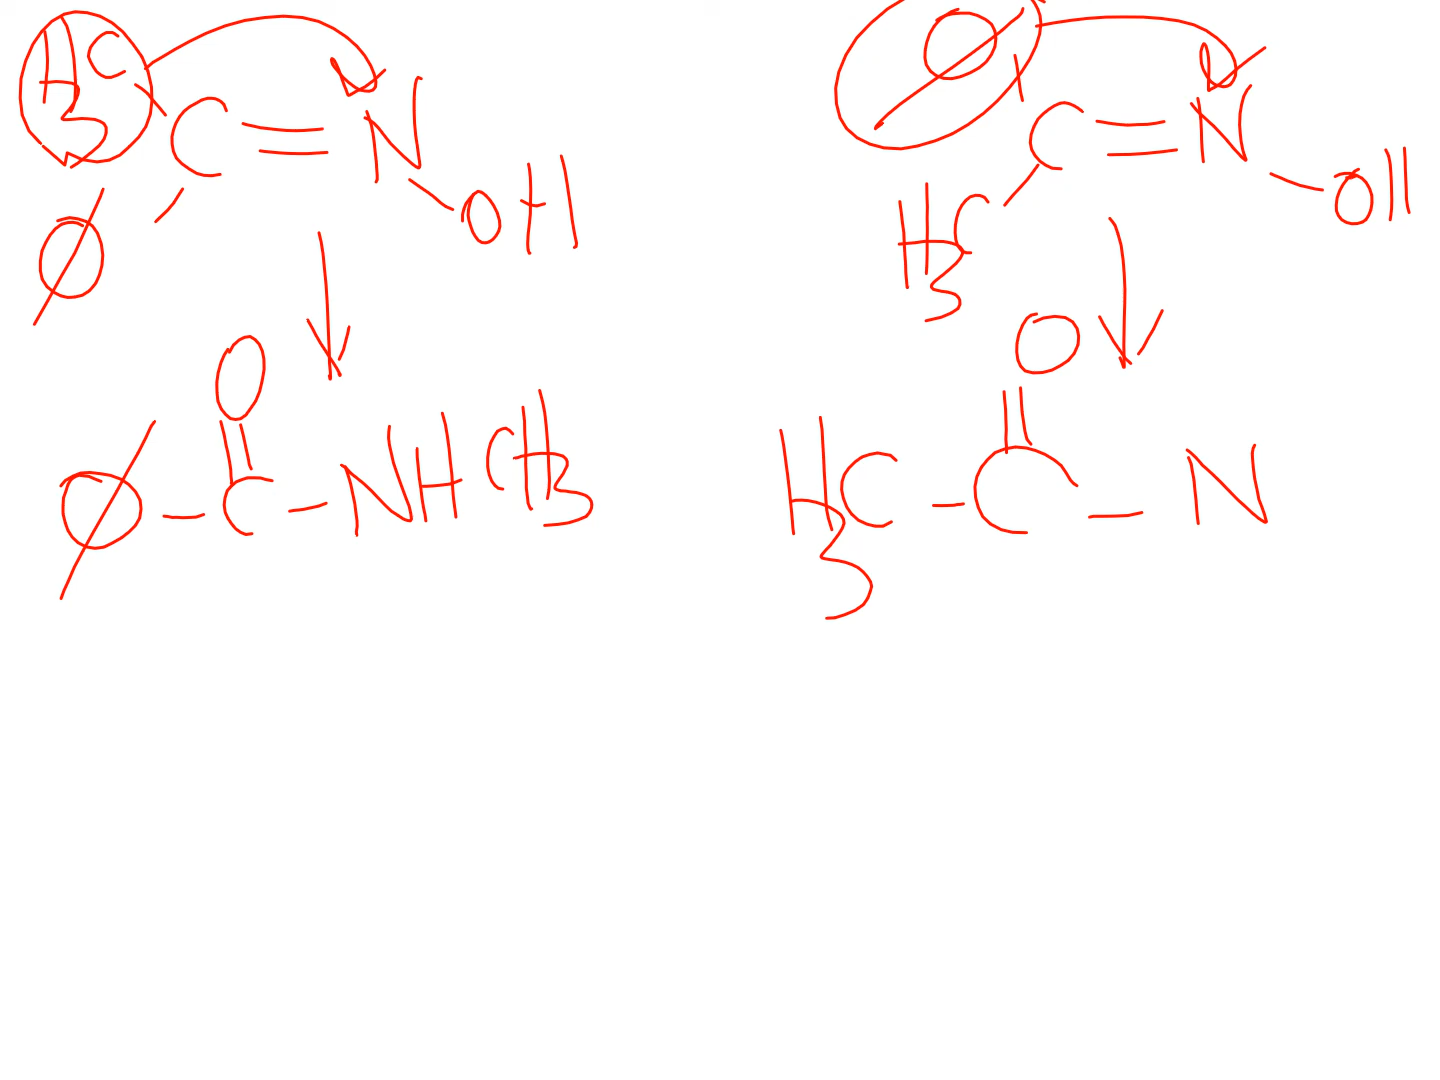 H3C
C = N
Ø
OH
O
Ø - C - NHCH3
Ø
C = N
H3C
OH
O
H3C - C - N